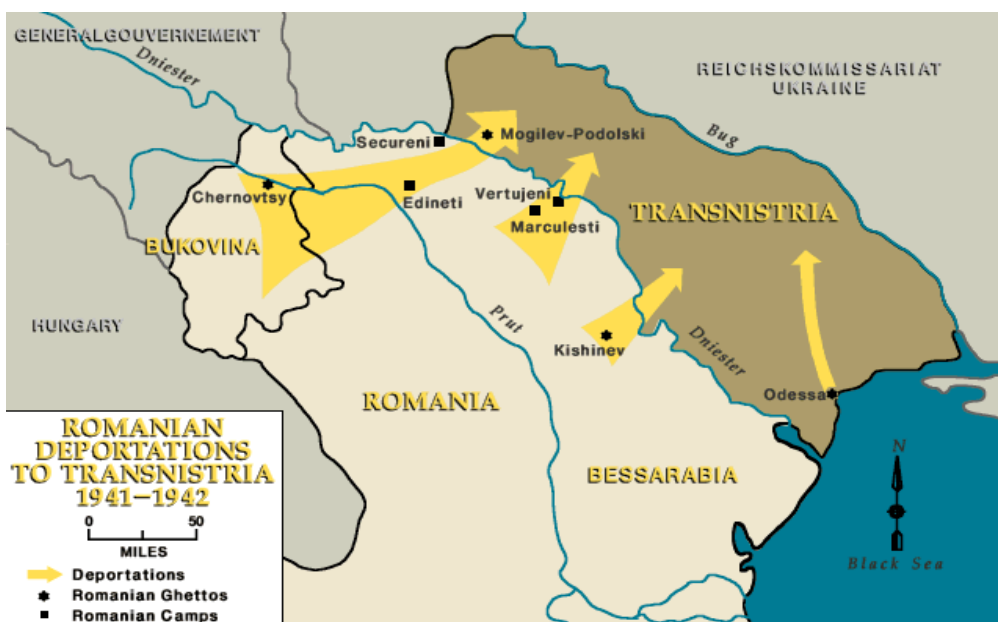 GENERALGOUVERNEMENT
Dniester
REICHSKOMMISSARIAT
UKRAINE
Bug
Secureni
Mogilev-Podolski
Chernovtsy
Edineti
Vertujeni
Marculesti
TRANSNISTRIA
BUKOVINA
HUNGARY
Prut
Kishinev
Dniester
Odessa
ROMANIA
BESSARABIA
N
Black Sea
ROMANIAN
DEPORTATIONS
TO TRANSNISTRIA
1941–1942
0 50
MILES
Deportations
Romanian Ghettos
Romanian Camps